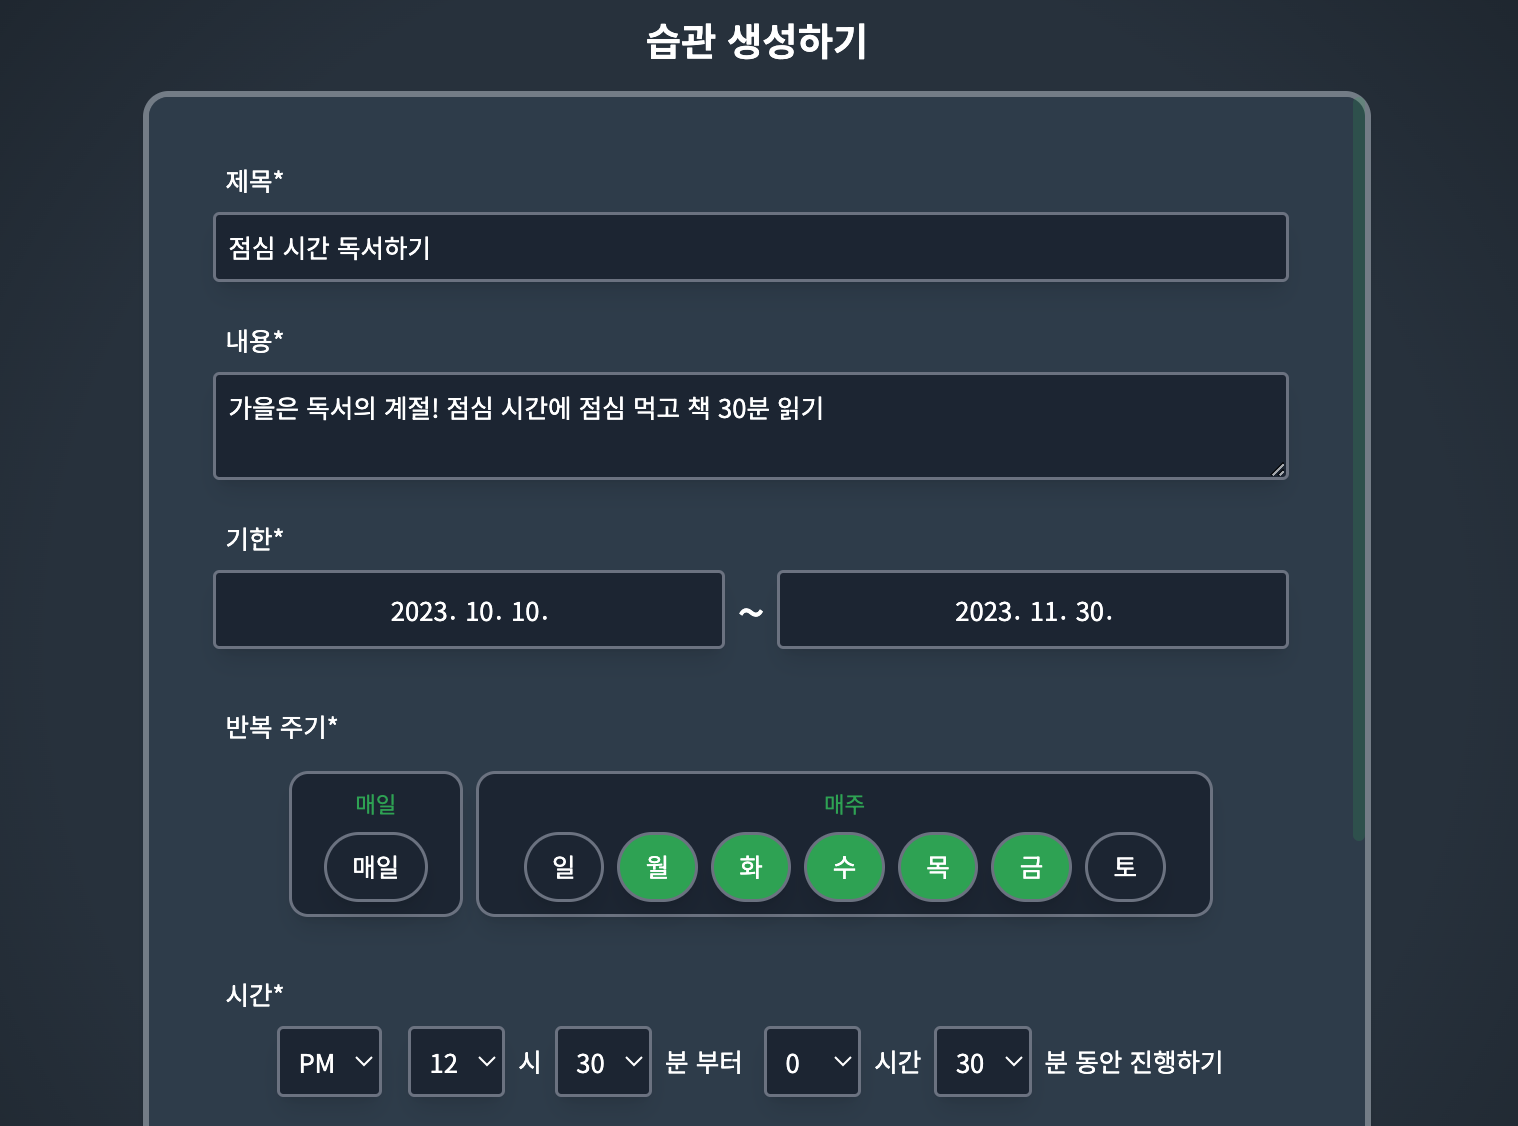 습관 생성하기
제목*
점심 시간 독서하기
내용*
가을은 독서의 계절! 점심 시간에 점심 먹고 책 30분 읽기
기한*
2023. 10. 10. ~ 2023. 11. 30.
반복 주기*
매일 매주
매일 일 월 화 수 목 금 토
시간*
PM 12 시 30 분 부터 0 시간 30 분 동안 진행하기